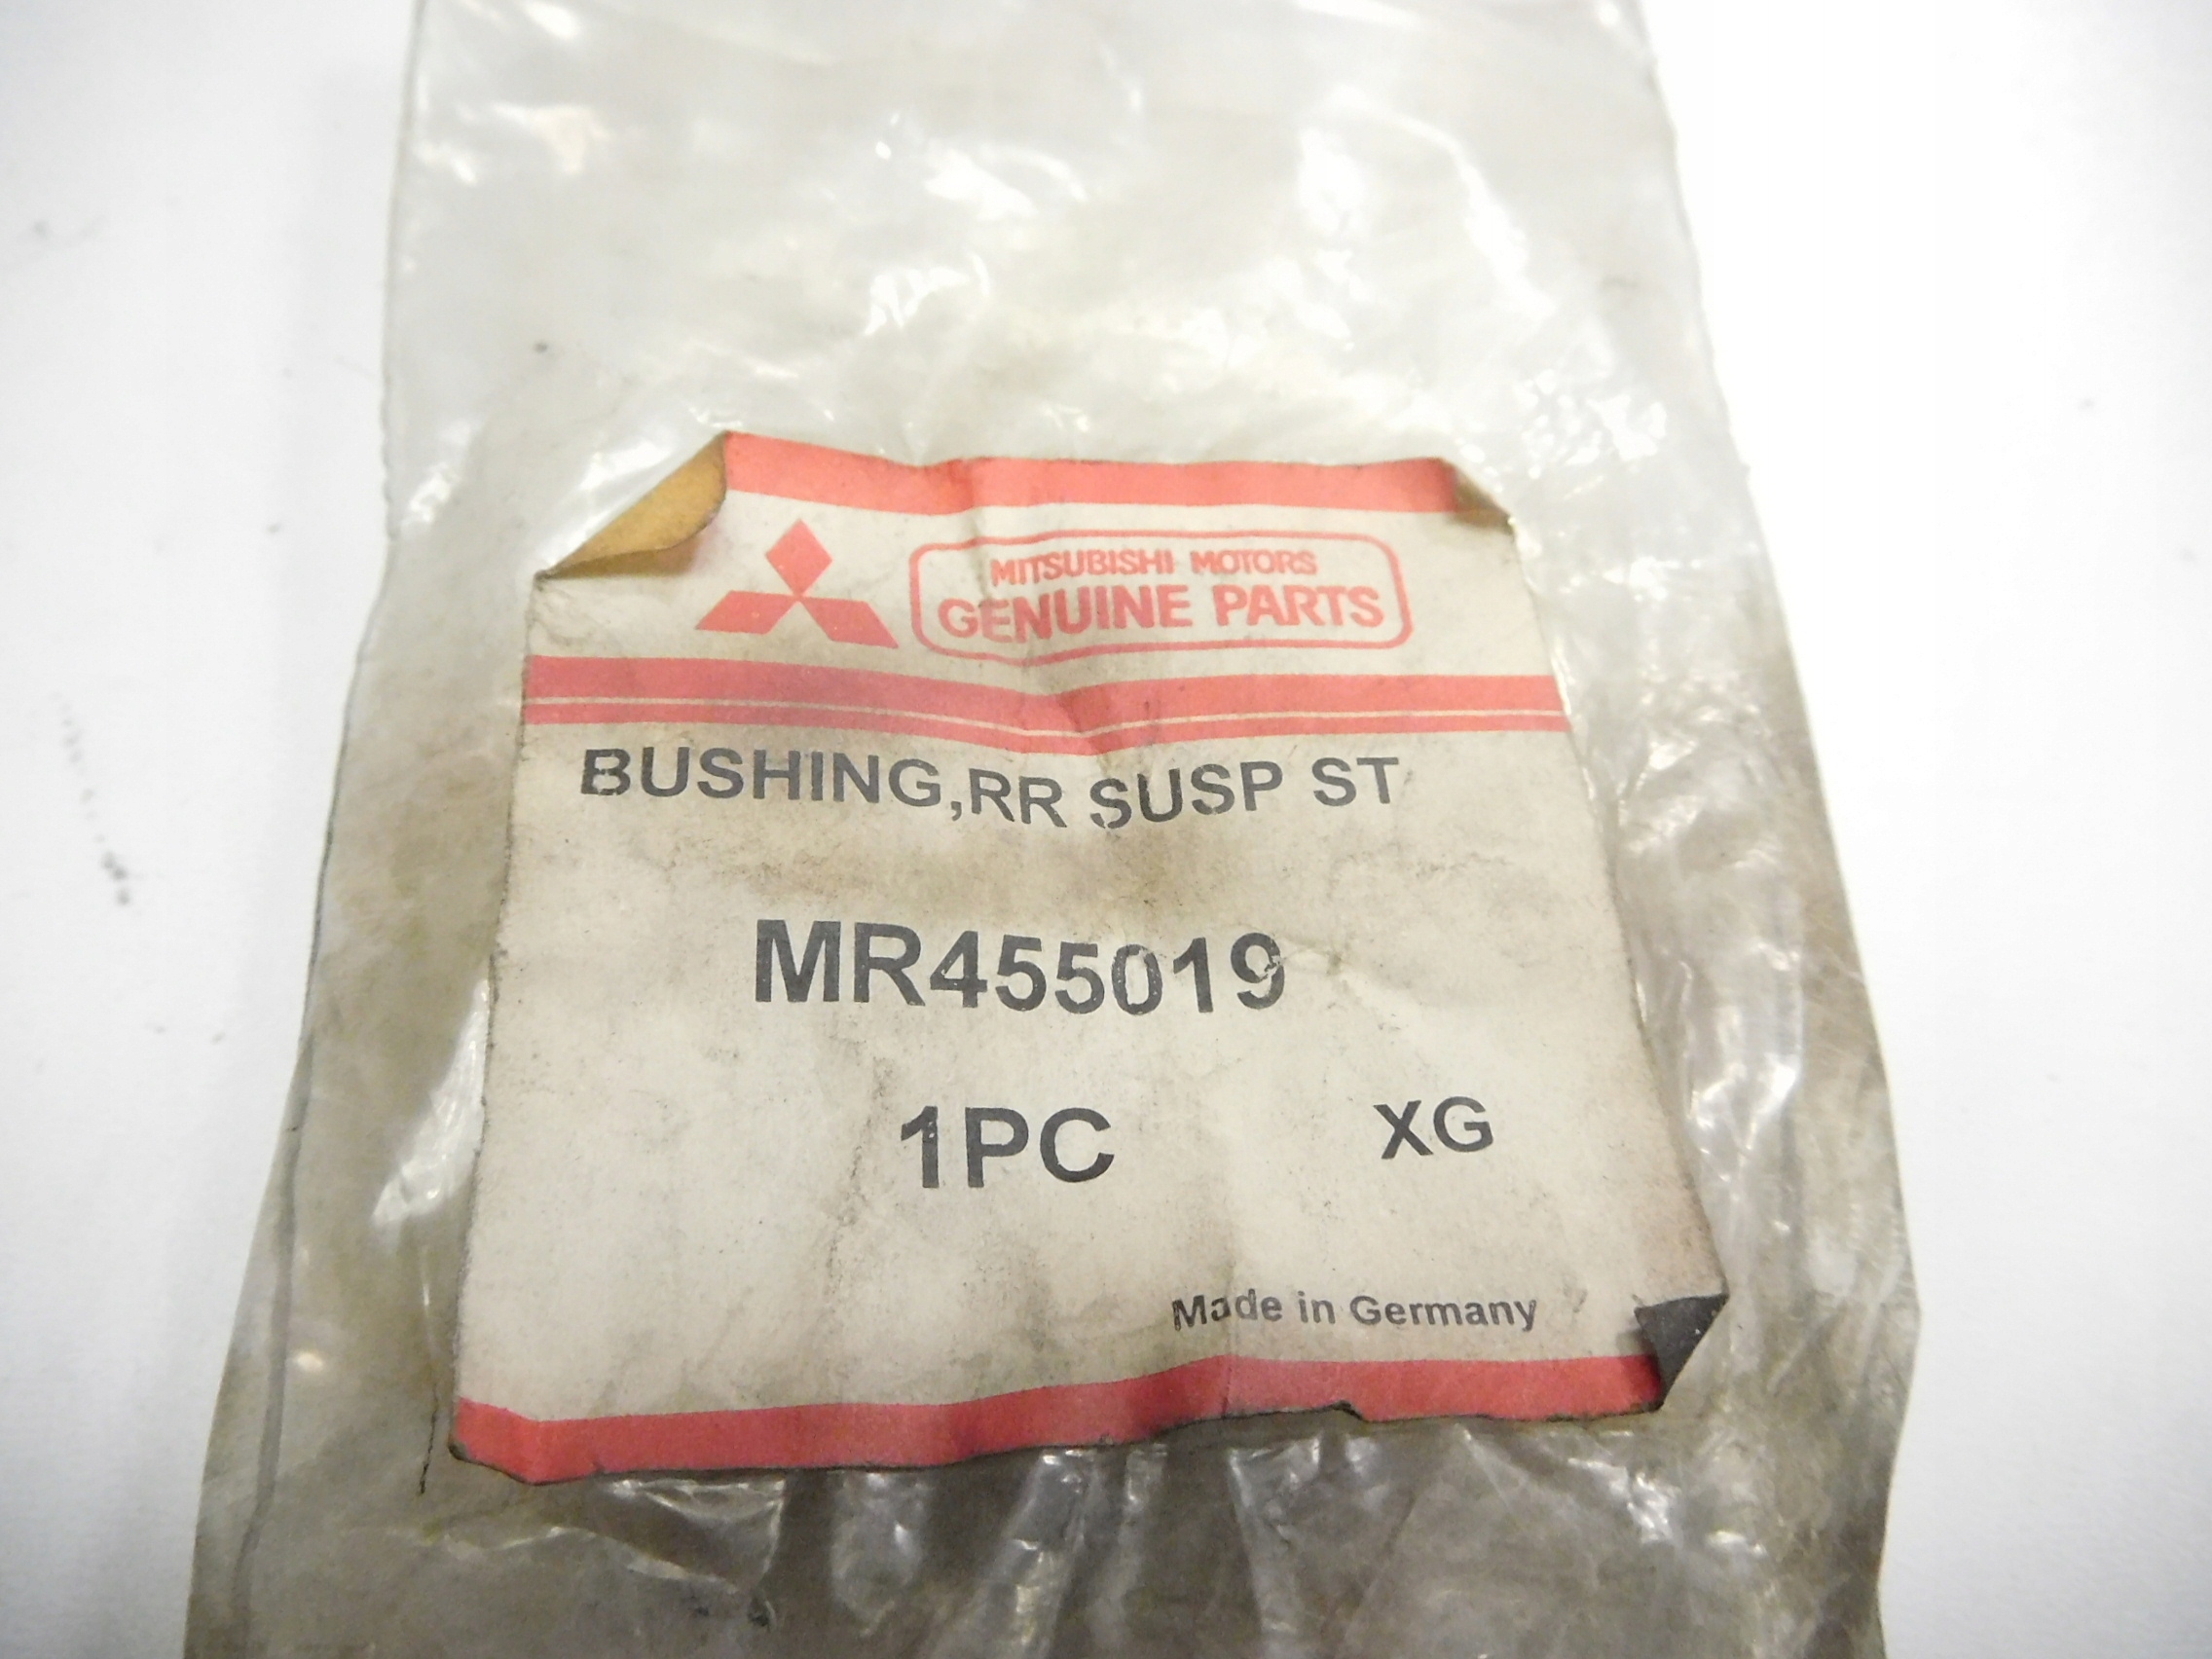 MITSUBISHI MOTORS
GENUINE PARTS
BUSHING,RR SUSP ST
MR455019
1PC XG
Made in Germany